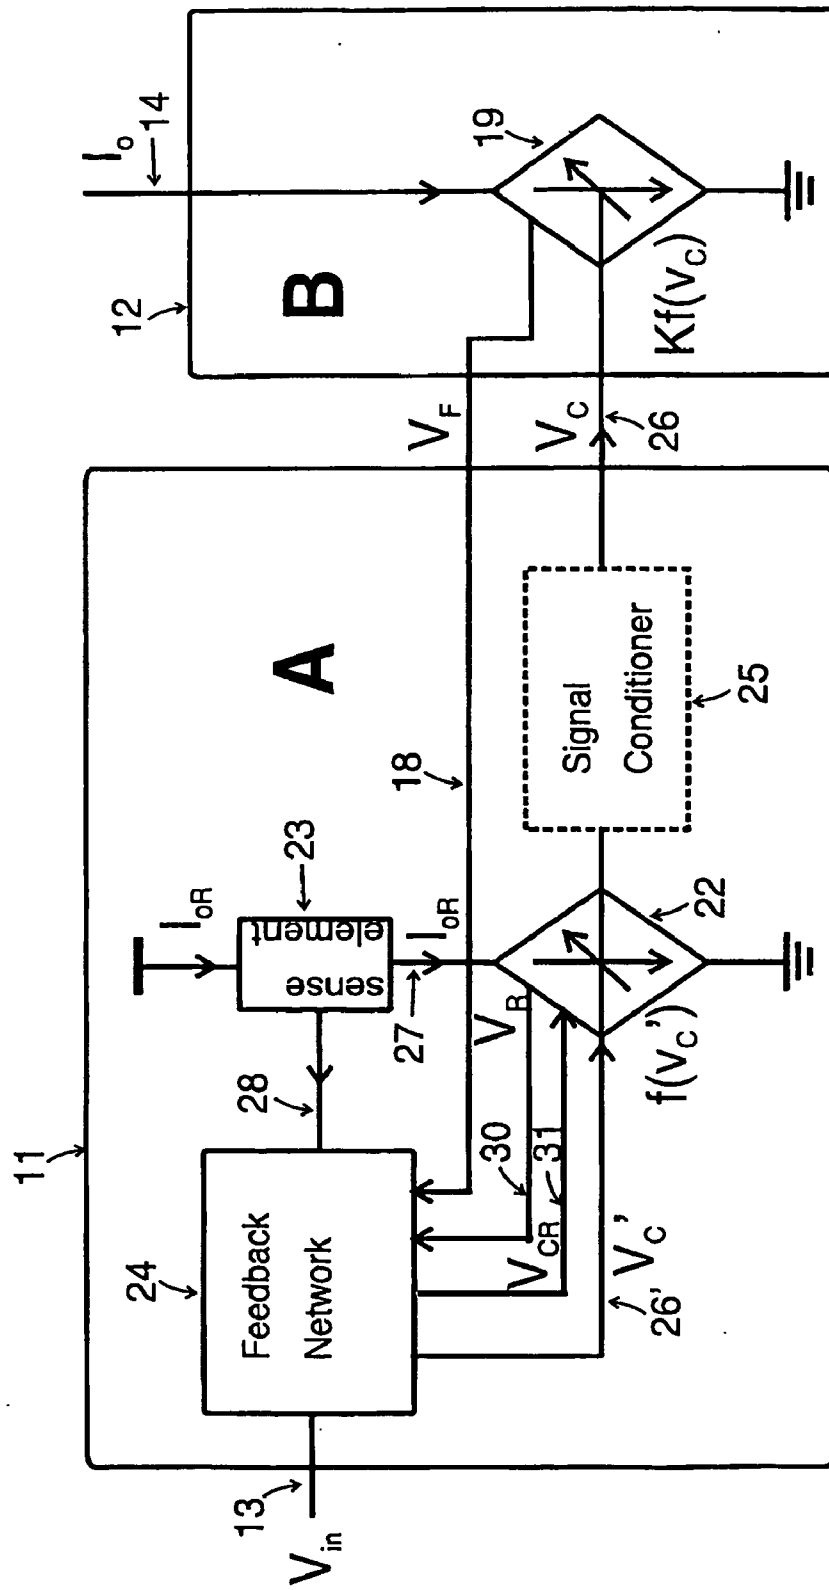 11
A
12
B
I_o
14
V_in
13
24
Feedback
Network
28
sense
element
23
I_oR
I_oR
27
18
V_F
V_R
30
V_CR
31
V_C'
26'
f(v_C')
22
Signal
Conditioner
25
V_C
26
Kf(v_C)
19